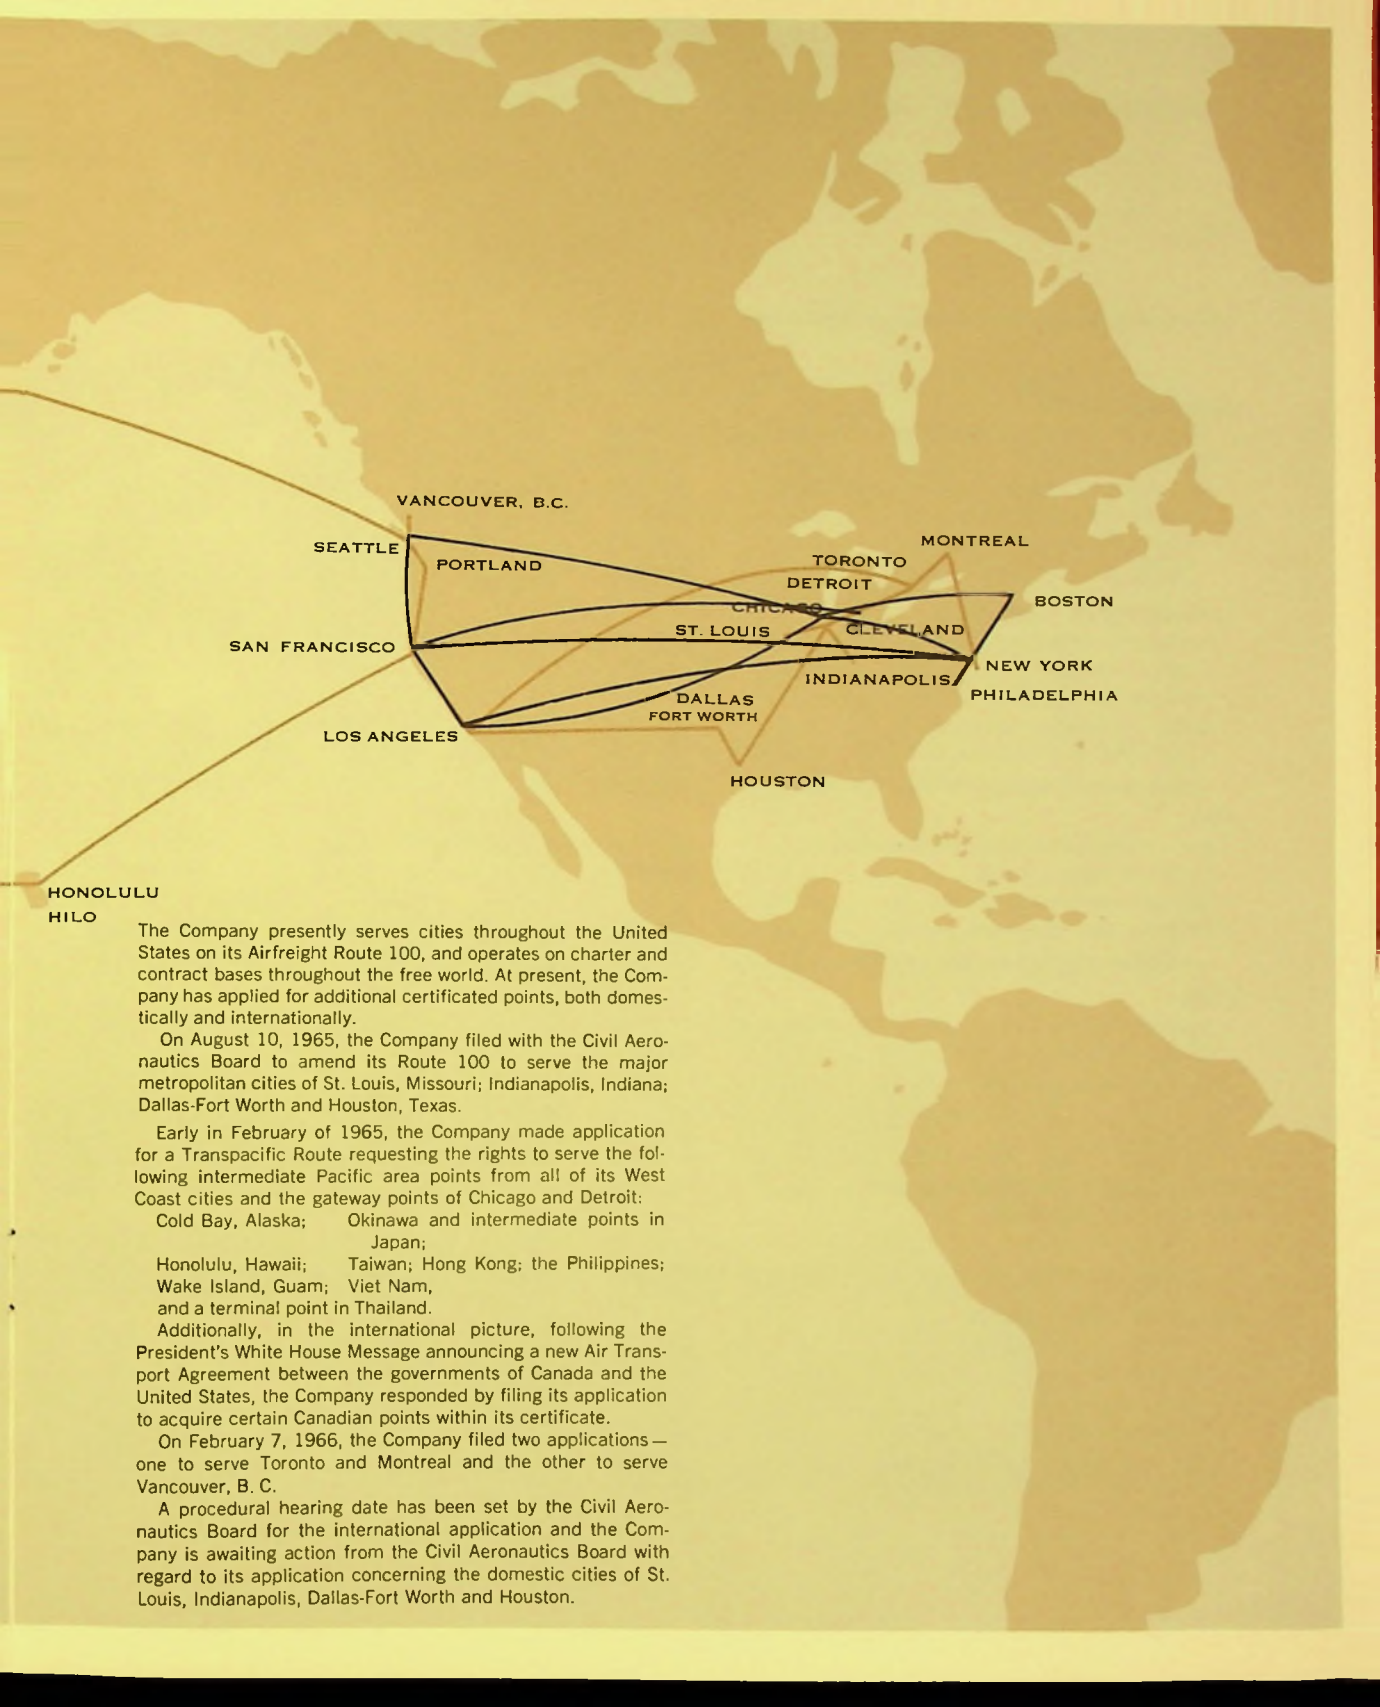 VANCOUVER, B.C.
SEATTLE
PORTLAND
MONTREAL
TORONTO
DETROIT
CHICAGO
BOSTON
ST. LOUIS
CLEVELAND
SAN FRANCISCO
NEW YORK
INDIANAPOLIS
PHILADELPHIA
DALLAS
FORT WORTH
LOS ANGELES
HOUSTON
HONOLULU
HILO
The Company presently serves cities throughout the United
States on its Airfreight Route 100, and operates on charter and
contract bases throughout the free world. At present, the Com-
pany has applied for additional certificated points, both domes-
tically and internationally.
On August 10, 1965, the Company filed with the Civil Aero-
nautics Board to amend its Route 100 to serve the major
metropolitan cities of St. Louis, Missouri; Indianapolis, Indiana;
Dallas-Fort Worth and Houston, Texas.
Early in February of 1965, the Company made application
for a Transpacific Route requesting the rights to serve the fol-
lowing intermediate Pacific area points from all of its West
Coast cities and the gateway points of Chicago and Detroit:
Cold Bay, Alaska; Okinawa and intermediate points in
Japan;
Honolulu, Hawaii; Taiwan; Hong Kong; the Philippines;
Wake Island, Guam; Viet Nam,
and a terminal point in Thailand.
Additionally, in the international picture, following the
President's White House Message announcing a new Air Trans-
port Agreement between the governments of Canada and the
United States, the Company responded by filing its application
to acquire certain Canadian points within its certificate.
On February 7, 1966, the Company filed two applications—
one to serve Toronto and Montreal and the other to serve
Vancouver, B. C.
A procedural hearing date has been set by the Civil Aero-
nautics Board for the international application and the Com-
pany is awaiting action from the Civil Aeronautics Board with
regard to its application concerning the domestic cities of St.
Louis, Indianapolis, Dallas-Fort Worth and Houston.